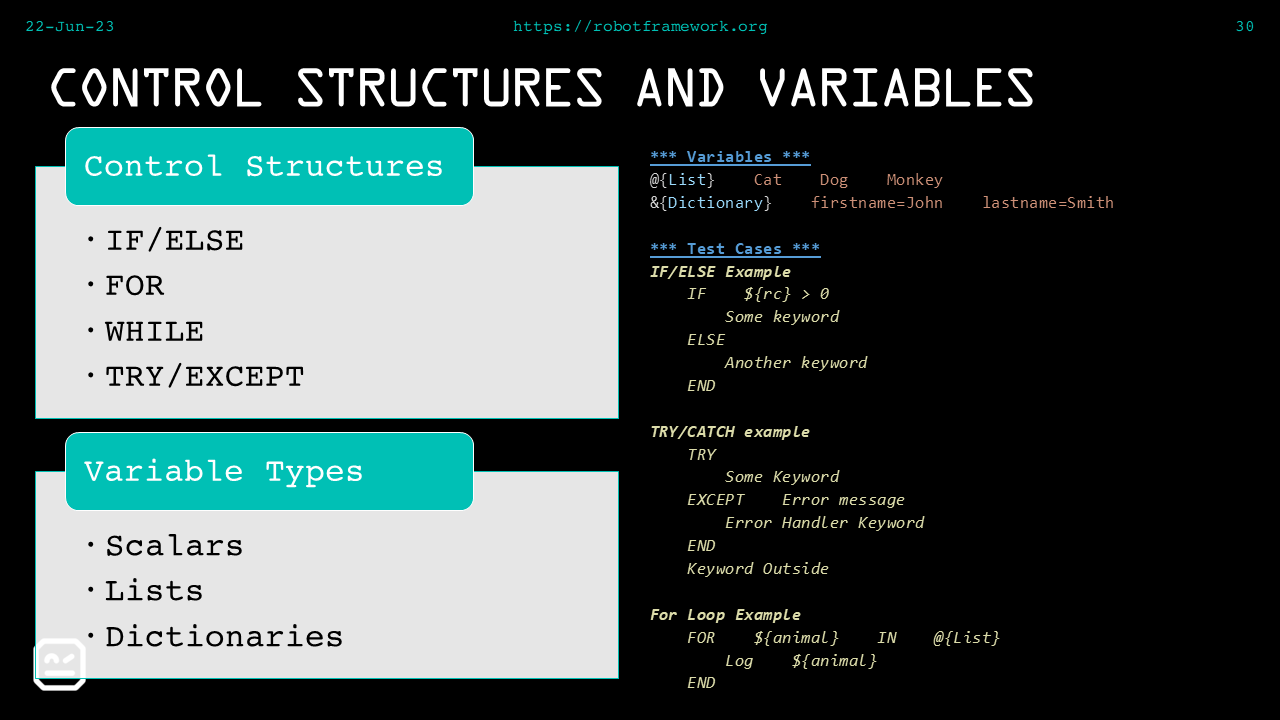 22-Jun-23
https://robotframework.org
30
CONTROL STRUCTURES AND VARIABLES
Control Structures
• IF/ELSE
• FOR
• WHILE
• TRY/EXCEPT
Variable Types
• Scalars
• Lists
• Dictionaries
*** Variables ***
@{List}    Cat    Dog    Monkey
&{Dictionary}    firstname=John    lastname=Smith
*** Test Cases ***
IF/ELSE Example
    IF    ${rc} > 0
        Some keyword
    ELSE
        Another keyword
    END
TRY/CATCH example
    TRY
        Some Keyword
    EXCEPT    Error message
        Error Handler Keyword
    END
    Keyword Outside
For Loop Example
    FOR    ${animal}    IN    @{List}
        Log    ${animal}
    END